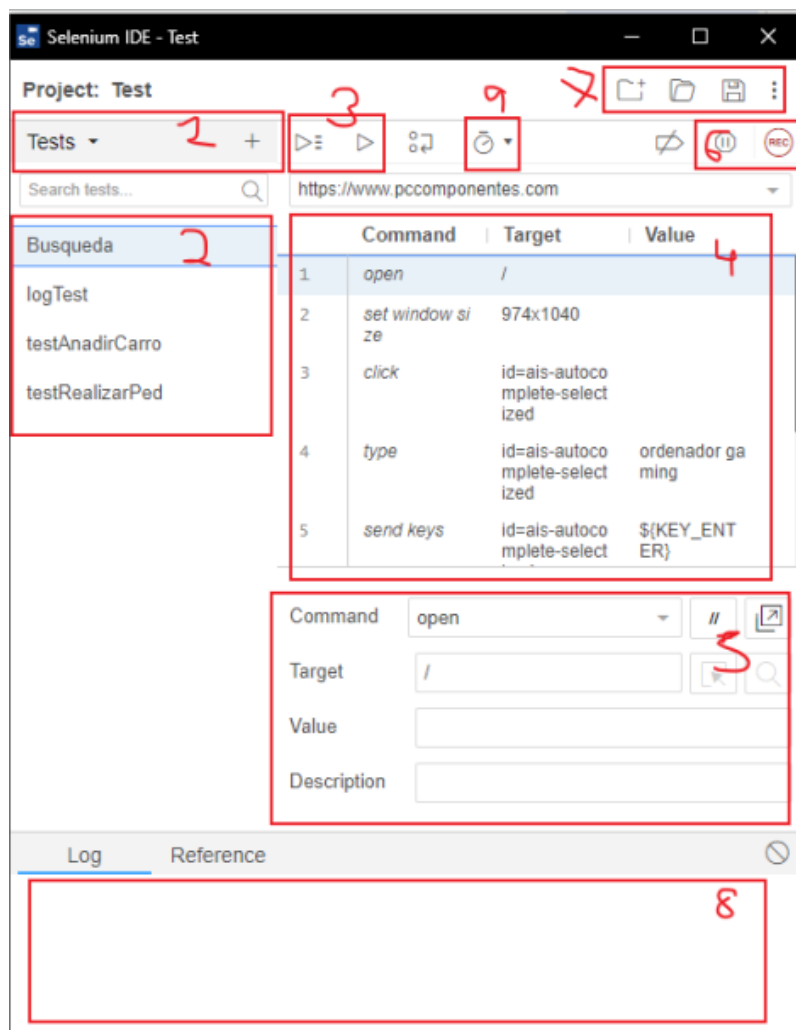 Selenium IDE - Test
Project: Test
7
Tests
1
+
3
9
6
REC
Search tests...
https://www.pccomponentes.com
2
Busqueda
logTest
testAnadirCarro
testRealizarPed
Command Target Value
4
1 open /
2 set window si
ze
974x1040
3 click id=ais-autoco
mplete-select
ized
4 type id=ais-autoco
mplete-select
ized
ordenador ga
ming
5 send keys id=ais-autoco
mplete-select
${KEY_ENT
ER}
Command open //
5
Target /
Value
Description
Log Reference
8